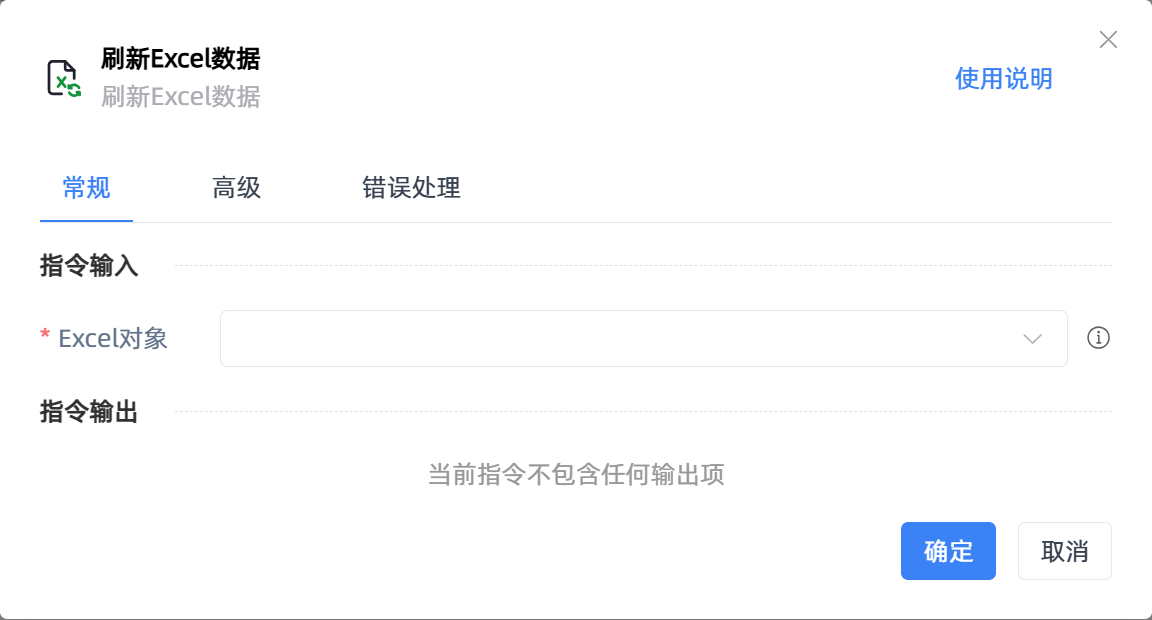 刷新Excel数据
刷新Excel数据
使用说明
常规 高级 错误处理
指令输入
* Excel对象
指令输出
当前指令不包含任何输出项
确定 取消